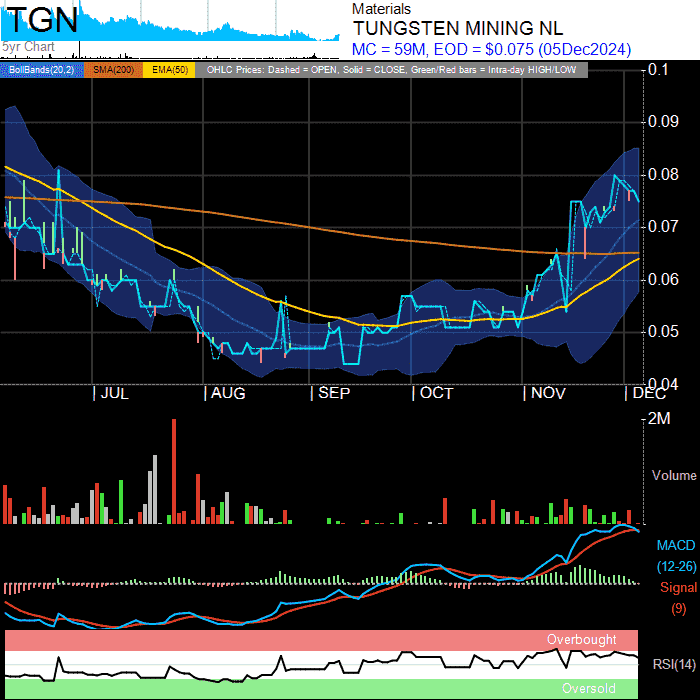 TGN
5yr Chart
Materials
TUNGSTEN MINING NL
MC = 59M, EOD = $0.075 (05Dec2024)
BollBands(20,2) SMA(200) EMA(50) OHLC Prices: Dashed = OPEN, Solid = CLOSE, Green/Red bars = Intra-day HIGH/LOW
0.1
0.09
0.08
0.07
0.06
0.05
0.04
JUL AUG SEP OCT NOV DEC
2M
Volume
MACD
(12-26)
Signal
(9)
Overbought
RSI(14)
Oversold